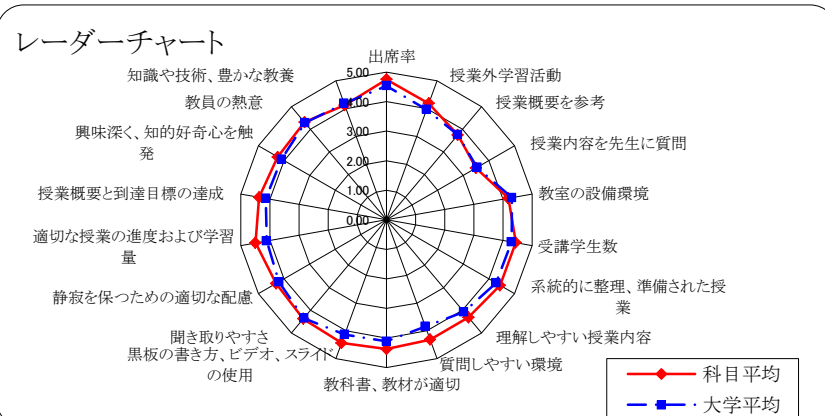 レーダーチャート
出席率
授業外学習活動
授業概要を参考
授業内容を先生に質問
教室の設備環境
受講学生数
系統的に整理、準備された授
業
理解しやすい授業内容
質問しやすい環境
教科書、教材が適切
黒板の書き方、ビデオ、スライド
の使用
聞き取りやすさ
静寂を保つための適切な配慮
適切な授業の進度および学習
量
授業概要と到達目標の達成
興味深く、知的好奇心を触
発
教員の熱意
知識や技術、豊かな教養
5.00
4.00
3.00
2.00
1.00
0.00
科目平均
大学平均